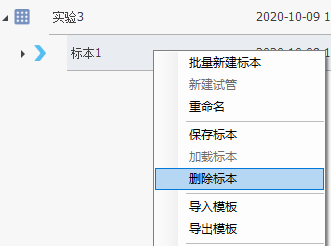 实验3 2020-10-09 1
标本1
批量新建标本
新建试管
重命名
保存标本
加载标本
删除标本
导入模板
导出模板